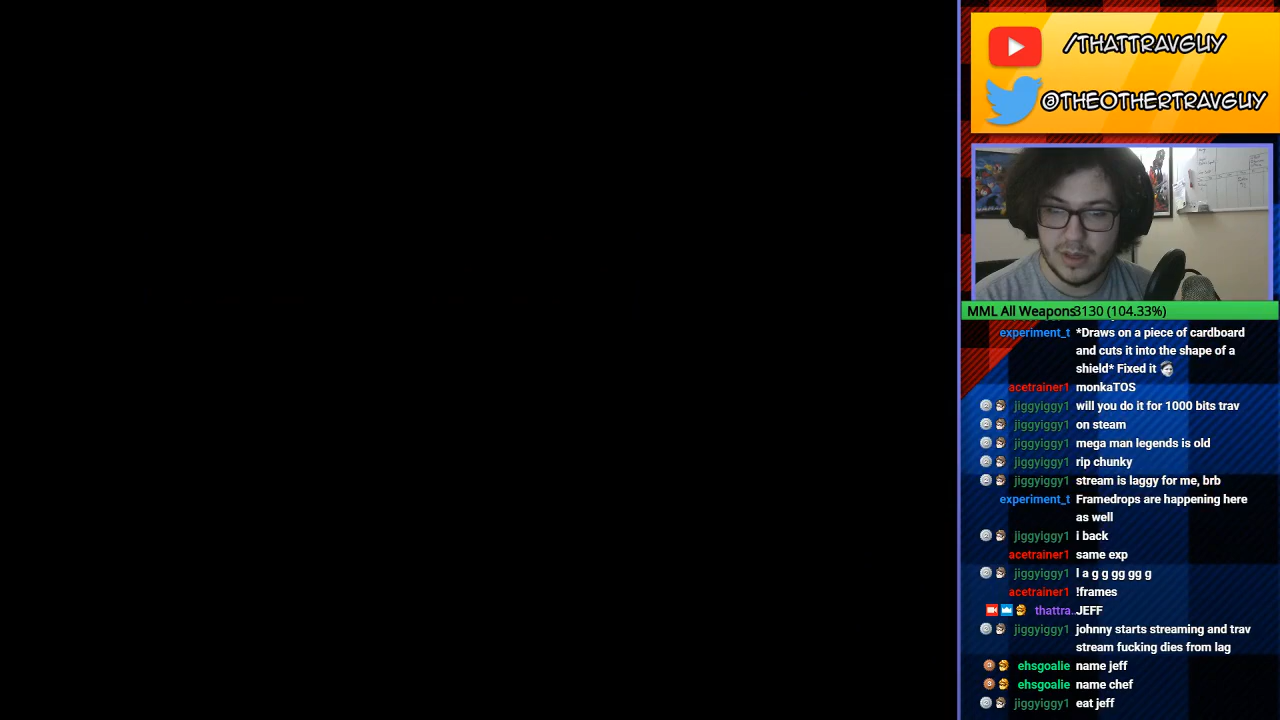 /THATTRAVGUY
@THEOTHERTRAVGUY
MML All Weapons 3130 (104.33%)
experiment_t *Draws on a piece of cardboard
and cuts it into the shape of a
shield* Fixed it
acetrainer1 monkaTOS
jiggyiggy1 will you do it for 1000 bits trav
jiggyiggy1 on steam
jiggyiggy1 mega man legends is old
jiggyiggy1 rip chunky
jiggyiggy1 stream is laggy for me, brb
experiment_t Framedrops are happening here
as well
jiggyiggy1 i back
acetrainer1 same exp
jiggyiggy1 l a g g gg gg g
acetrainer1 !frames
thattra.. JEFF
jiggyiggy1 johnny starts streaming and trav
stream fucking dies from lag
ehsgoalie name jeff
ehsgoalie name chef
jiggyiggy1 eat jeff